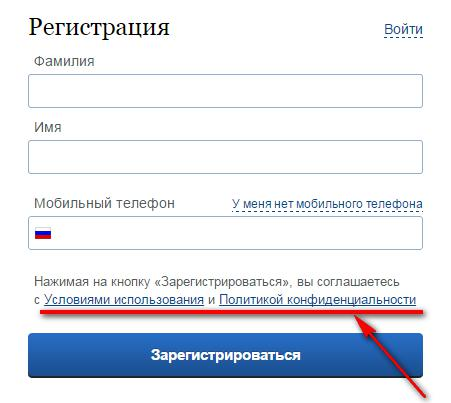 Регистрация Войти
Фамилия
Имя
Мобильный телефон У меня нет мобильного телефона
Нажимая на кнопку «Зарегистрироваться», вы соглашаетесь
с Условиями использования и Политикой конфиденциальности
Зарегистрироваться